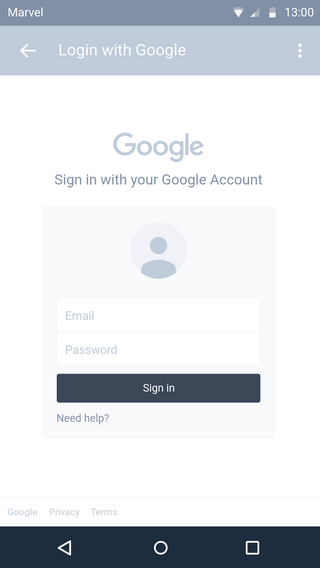 Marvel 13:00
Login with Google
Google
Sign in with your Google Account
Email
Password
Sign in
Need help?
Google Privacy Terms